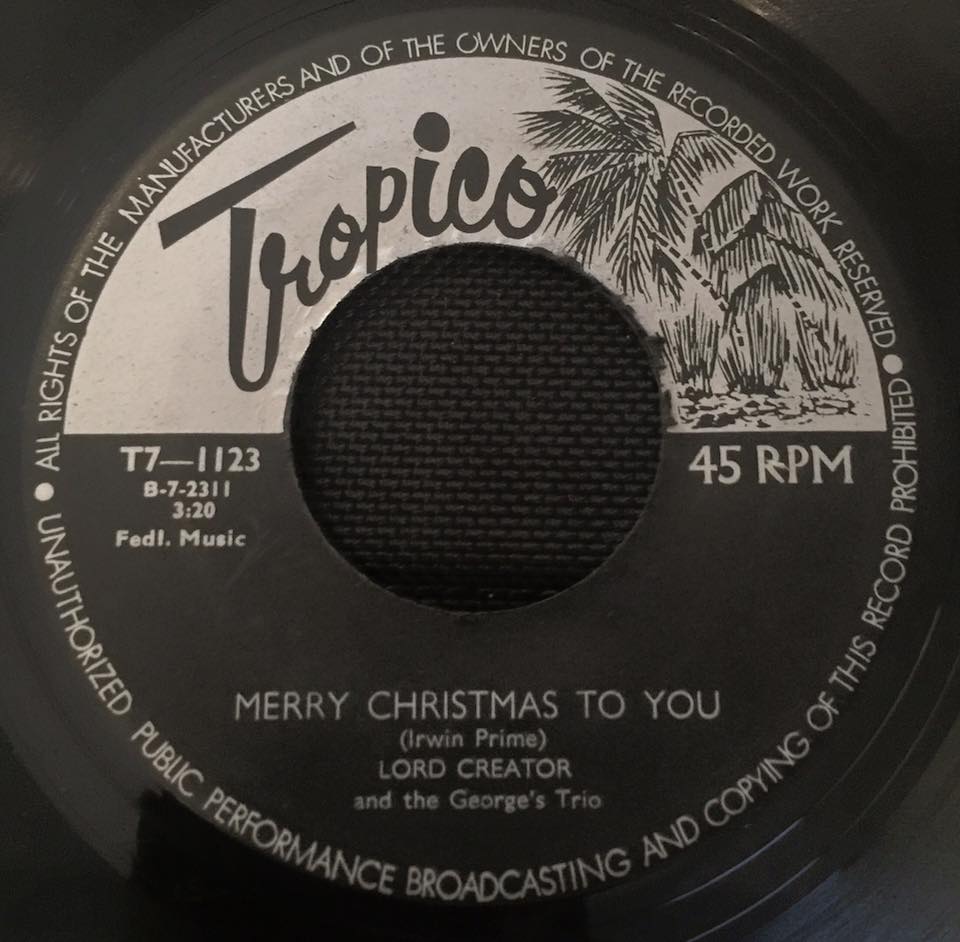 ALL RIGHTS OF THE MANUFACTURERS AND OF THE OWNERS OF THE RECORDED WORK RESERVED
Tropico
T7—1123
45 RPM
B-7-2311
3:20
Fedl. Music
MERRY CHRISTMAS TO YOU
(Irwin Prime)
LORD CREATOR
and the George's Trio
UNAUTHORIZED PUBLIC PERFORMANCE BROADCASTING AND COPYING OF THIS RECORD PROHIBITED